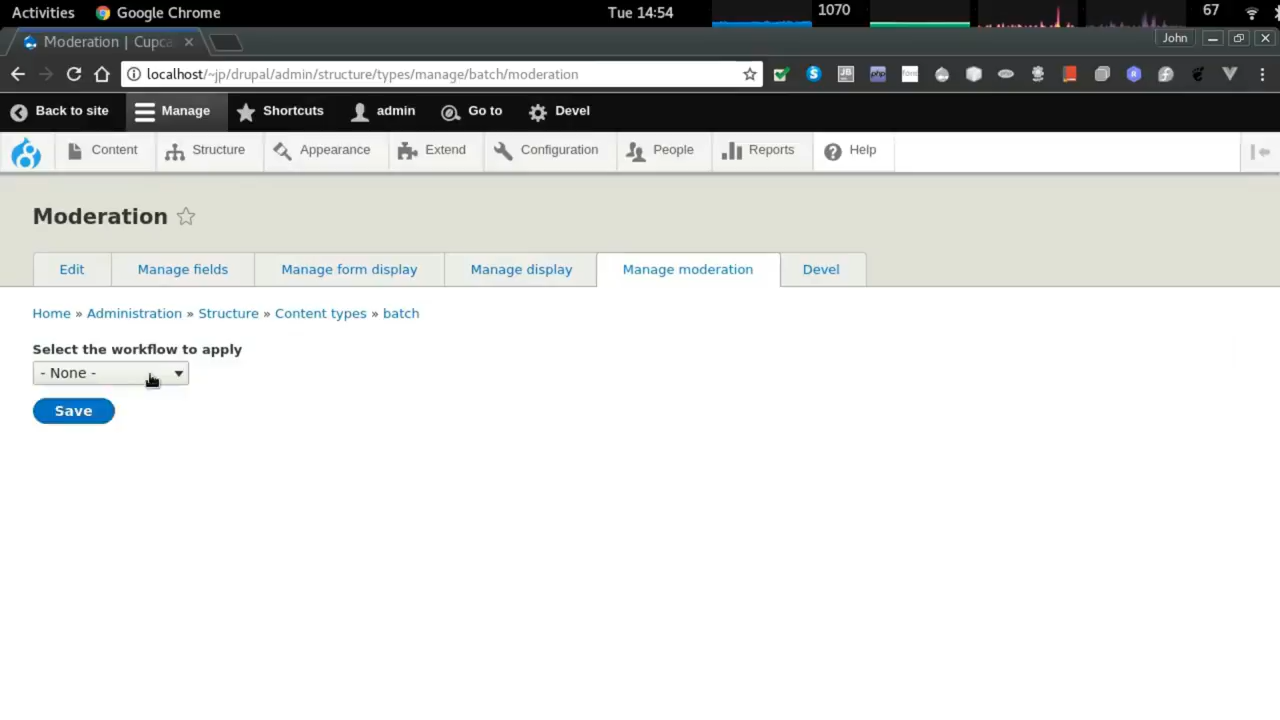 Activities Google Chrome Tue 14:54 1070 67
Moderation | Cupca John
localhost/~jp/drupal/admin/structure/types/manage/batch/moderation
Back to site Manage Shortcuts admin Go to Devel
Content Structure Appearance Extend Configuration People Reports Help
Moderation
Edit Manage fields Manage form display Manage display Manage moderation Devel
Home » Administration » Structure » Content types » batch
Select the workflow to apply
- None -
Save